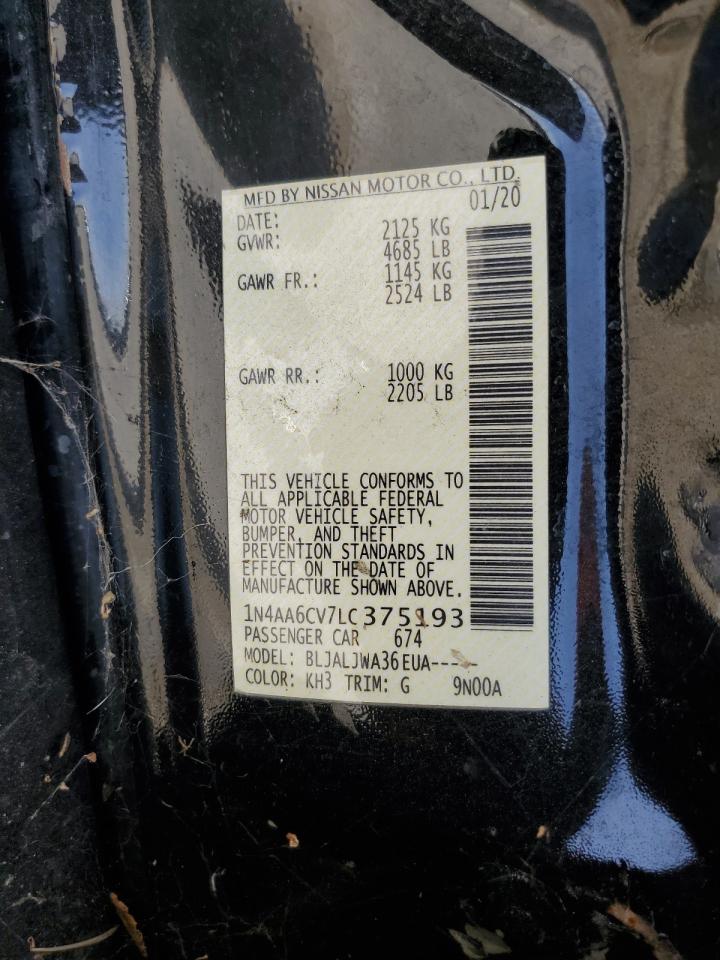 MFD BY NISSAN MOTOR CO., LTD.
DATE: 01/20
GVWR: 2125 KG
4685 LB
GAWR FR.: 1145 KG
2524 LB
GAWR RR.: 1000 KG
2205 LB
THIS VEHICLE CONFORMS TO
ALL APPLICABLE FEDERAL
MOTOR VEHICLE SAFETY,
BUMPER, AND THEFT
PREVENTION STANDARDS IN
EFFECT ON THE DATE OF
MANUFACTURE SHOWN ABOVE.
1N4AA6CV7LC375193
PASSENGER CAR 674
MODEL: BLJALJWA36EUA-----
COLOR: KH3 TRIM: G 9N00A